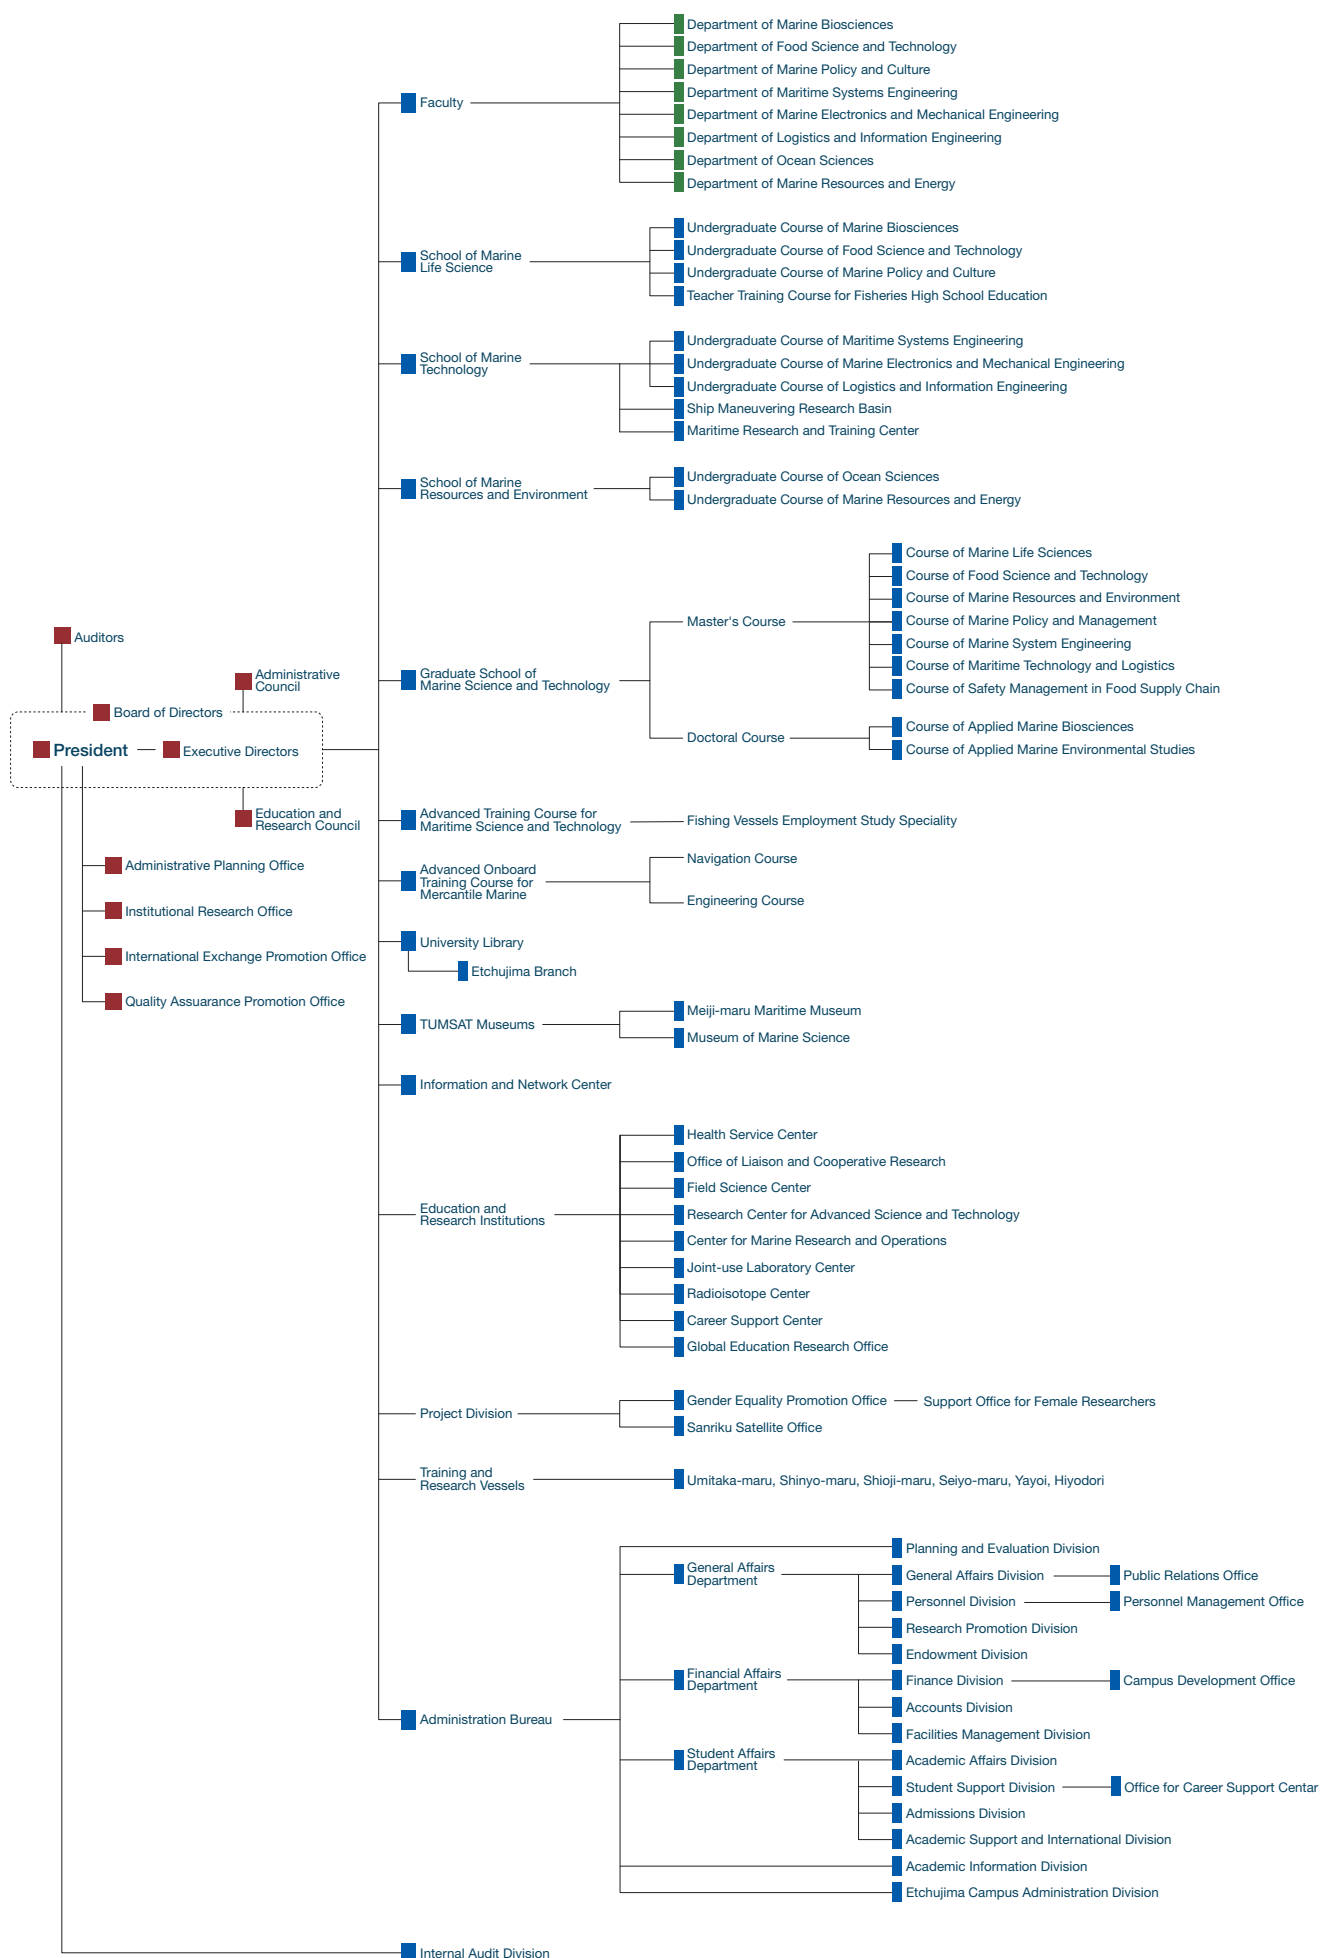 Department of Marine Biosciences
Department of Food Science and Technology
Department of Marine Policy and Culture
Department of Maritime Systems Engineering
Faculty
Department of Marine Electronics and Mechanical Engineering
Department of Logistics and Information Engineering
Department of Ocean Sciences
Department of Marine Resources and Energy
School of Marine
Life Science
Undergraduate Course of Marine Biosciences
Undergraduate Course of Food Science and Technology
Undergraduate Course of Marine Policy and Culture
Teacher Training Course for Fisheries High School Education
School of Marine
Technology
Undergraduate Course of Maritime Systems Engineering
Undergraduate Course of Marine Electronics and Mechanical Engineering
Undergraduate Course of Logistics and Information Engineering
Ship Maneuvering Research Basin
Maritime Research and Training Center
School of Marine
Resources and Environment
Undergraduate Course of Ocean Sciences
Undergraduate Course of Marine Resources and Energy
Graduate School of
Marine Science and Technology
Master's Course
Course of Marine Life Sciences
Course of Food Science and Technology
Course of Marine Resources and Environment
Course of Marine Policy and Management
Course of Marine System Engineering
Course of Maritime Technology and Logistics
Course of Safety Management in Food Supply Chain
Doctoral Course
Course of Applied Marine Biosciences
Course of Applied Marine Environmental Studies
Auditors
Administrative
Council
Board of Directors
President
Executive Directors
Education and
Research Council
Administrative Planning Office
Institutional Research Office
International Exchange Promotion Office
Quality Assuarance Promotion Office
Advanced Training Course for
Maritime Science and Technology
Fishing Vessels Employment Study Speciality
Advanced Onboard
Training Course for
Mercantile Marine
Navigation Course
Engineering Course
University Library
Etchujima Branch
TUMSAT Museums
Meiji-maru Maritime Museum
Museum of Marine Science
Information and Network Center
Education and
Research Institutions
Health Service Center
Office of Liaison and Cooperative Research
Field Science Center
Research Center for Advanced Science and Technology
Center for Marine Research and Operations
Joint-use Laboratory Center
Radioisotope Center
Career Support Center
Global Education Research Office
Project Division
Gender Equality Promotion Office
Support Office for Female Researchers
Sanriku Satellite Office
Training and
Research Vessels
Umitaka-maru, Shinyo-maru, Shioji-maru, Seiyo-maru, Yayoi, Hiyodori
Administration Bureau
Planning and Evaluation Division
General Affairs
Department
General Affairs Division
Public Relations Office
Personnel Division
Personnel Management Office
Research Promotion Division
Endowment Division
Financial Affairs
Department
Finance Division
Campus Development Office
Accounts Division
Facilities Management Division
Student Affairs
Department
Academic Affairs Division
Student Support Division
Office for Career Support Centar
Admissions Division
Academic Support and International Division
Academic Information Division
Etchujima Campus Administration Division
Internal Audit Division